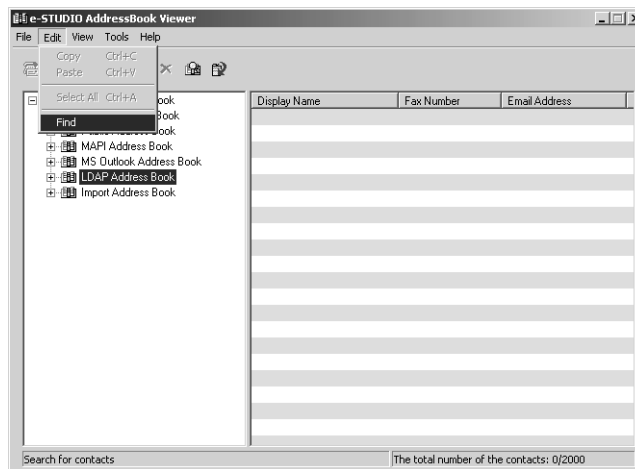 e-STUDIO AddressBook Viewer
File Edit View Tools Help
Copy Ctrl+C
Paste Ctrl+V
Select All Ctrl+A
Find
ook
Book
MAPI Address Book
MS Outlook Address Book
LDAP Address Book
Import Address Book
Display Name Fax Number Email Address
Search for contacts The total number of the contacts: 0/2000